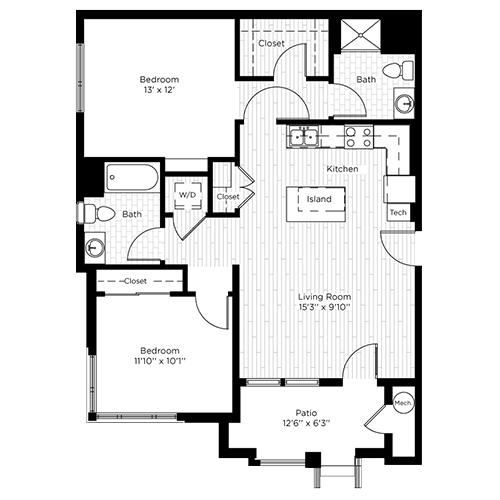 Closet
Bedroom
13' x 12'
Bath
Kitchen
W/D
Closet
Island
Tech
Bath
Closet
Living Room
15'3" x 9'10"
Bedroom
11'10" x 10'1"
Mech.
Patio
12'6" x 6'3"